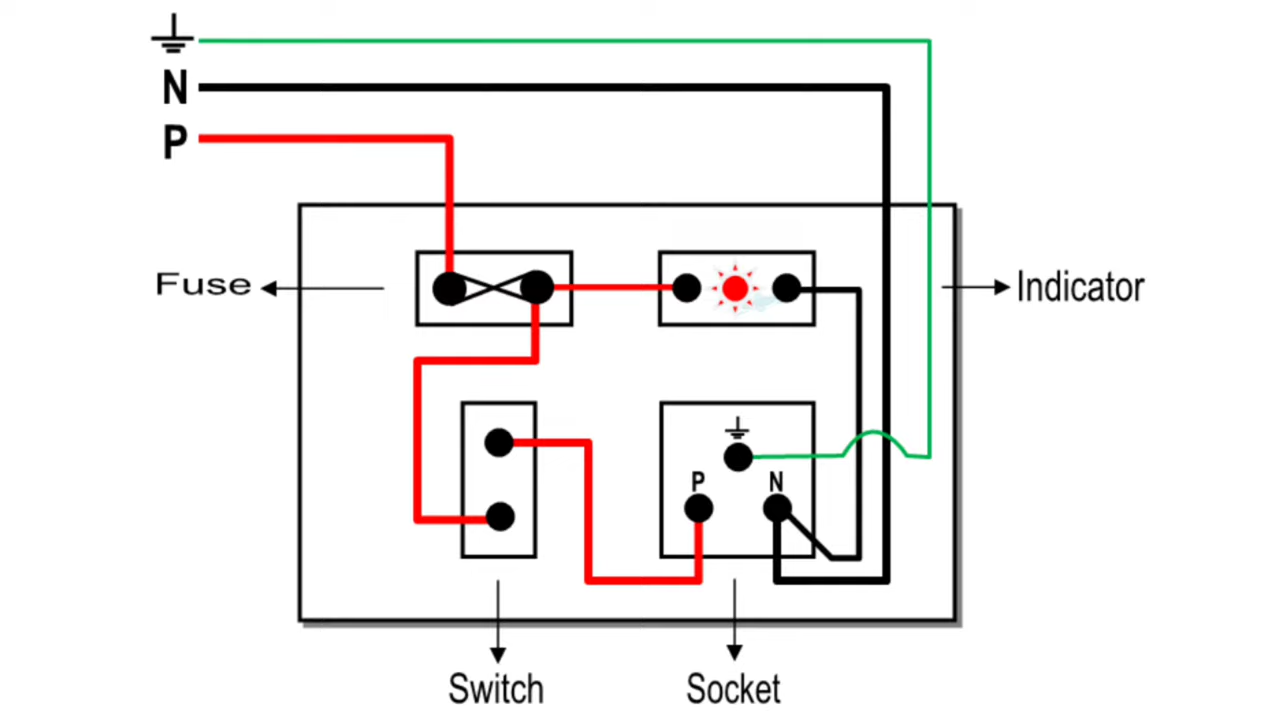 N
P
Fuse
Indicator
P
N
Switch
Socket